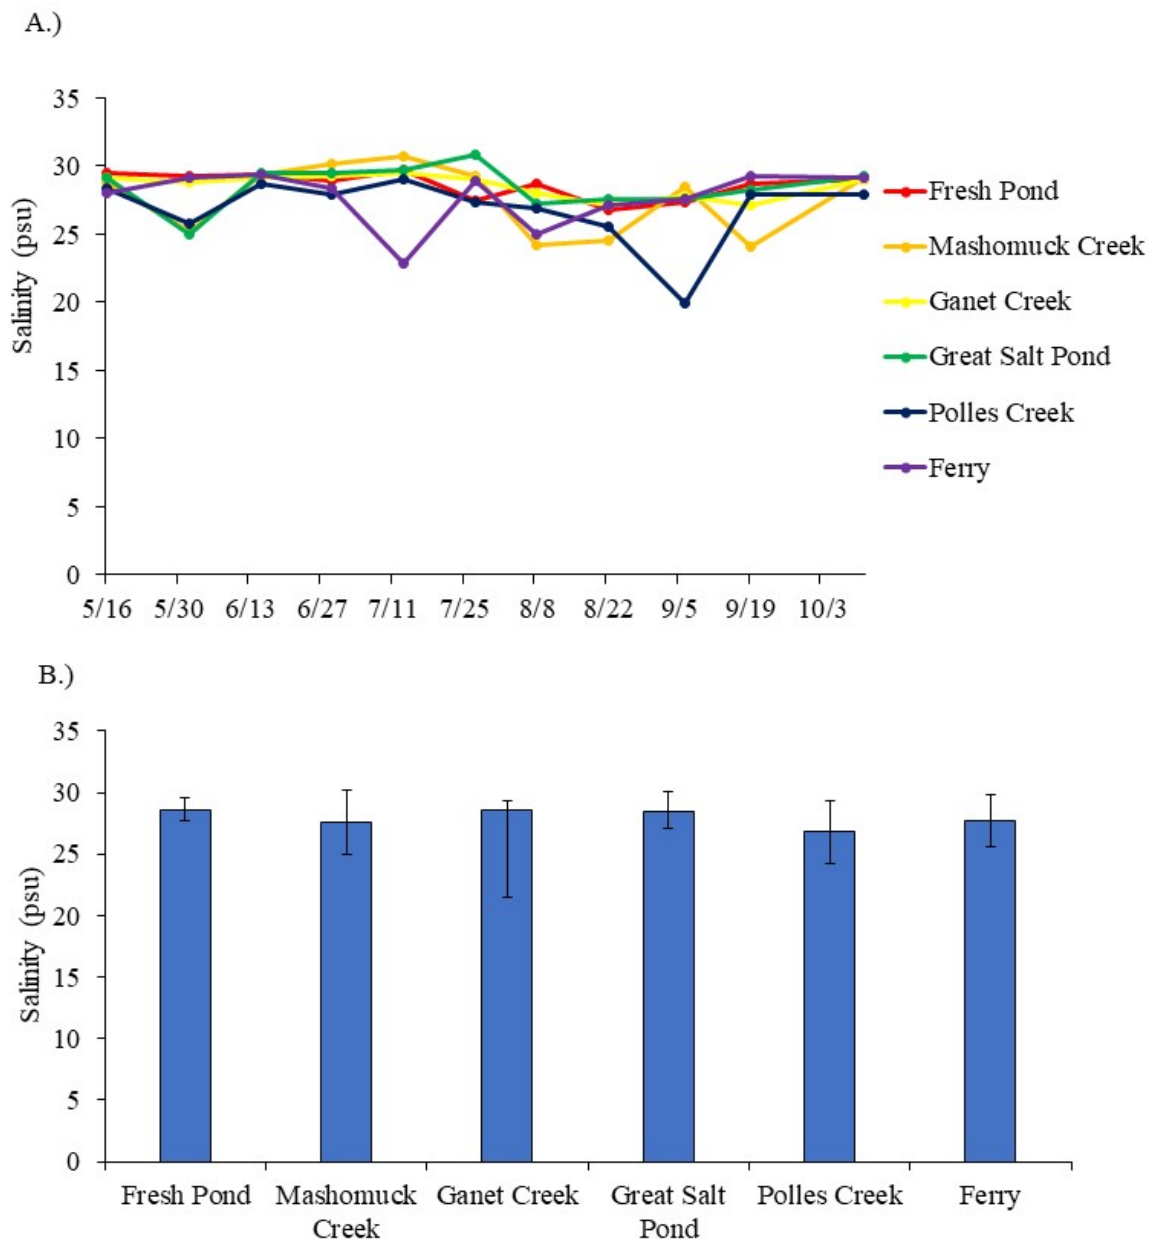 A.)
35
30
25
20
15
10
5
0
Salinity (psu)
5/16 5/30 6/13 6/27 7/11 7/25 8/8 8/22 9/5 9/19 10/3
Fresh Pond
Mashomuck Creek
Ganet Creek
Great Salt Pond
Polles Creek
Ferry
B.)
35
30
25
20
15
10
5
0
Salinity (psu)
Fresh Pond Mashomuck Ganet Creek Great Salt Polles Creek Ferry
Creek Pond